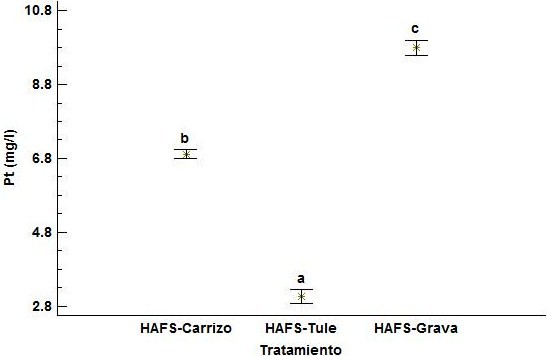 10.8
c
8.8
b
6.8
Pt (mg/l)
4.8
a
2.8
HAFS-Carrizo HAFS-Tule HAFS-Grava
Tratamiento